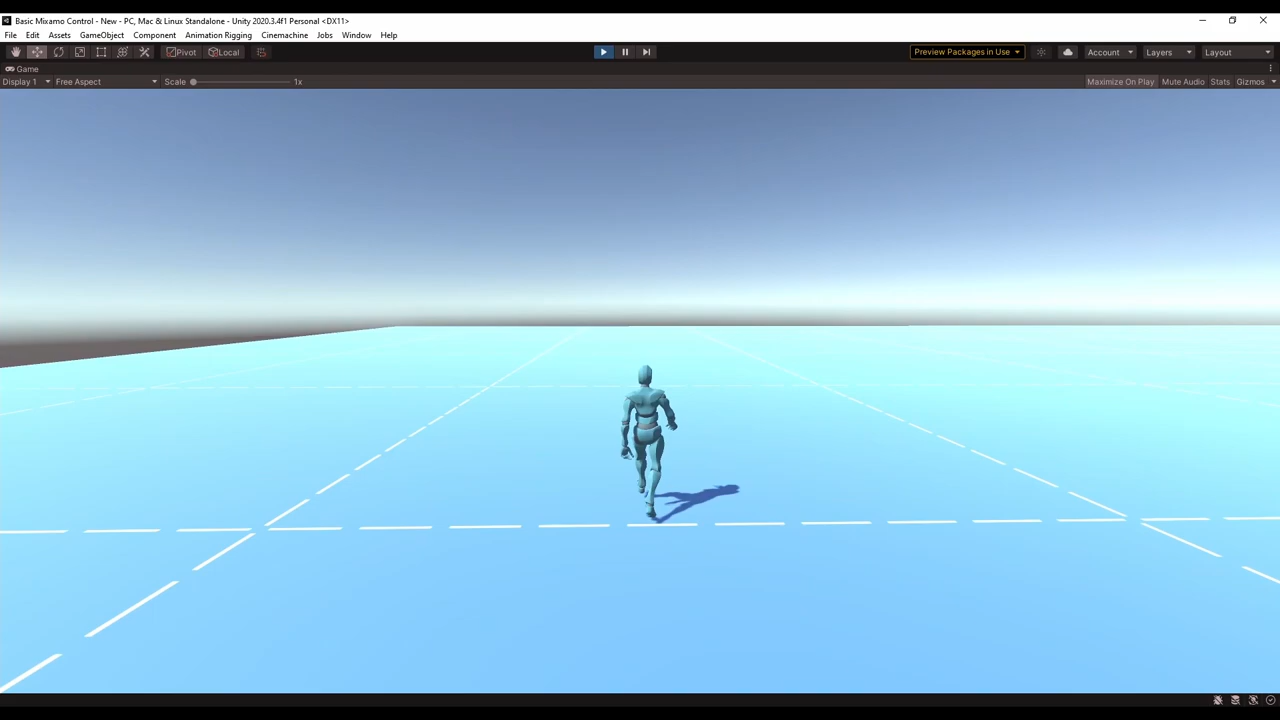 Basic Mixamo Control - New - PC, Mac & Linux Standalone - Unity 2020.3.4f1 Personal <DX11>
File Edit Assets GameObject Component Animation Rigging Cinemachine Jobs Window Help
Pivot Local Preview Packages in Use Account Layers Layout
Game
Display 1 Free Aspect Scale 1x Maximize On Play Mute Audio Stats Gizmos